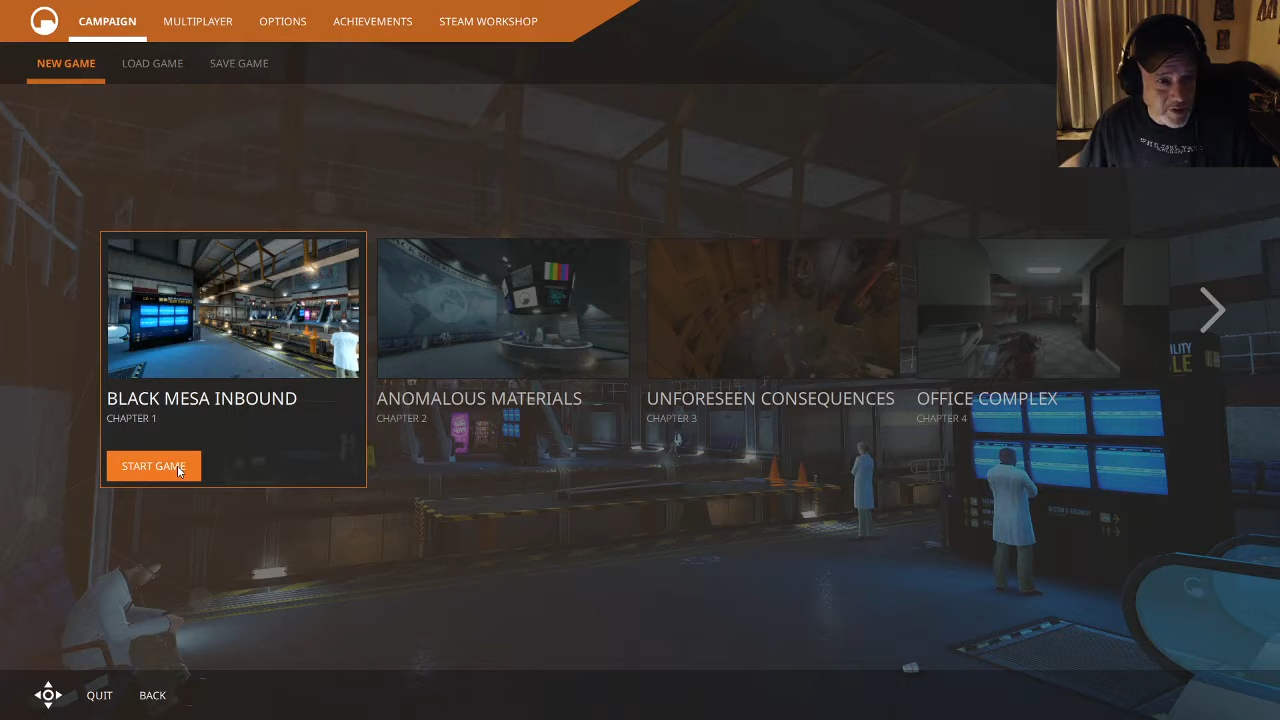 CAMPAIGN MULTIPLAYER OPTIONS ACHIEVEMENTS STEAM WORKSHOP
NEW GAME LOAD GAME SAVE GAME
BLACK MESA INBOUND
CHAPTER 1
START GAME
ANOMALOUS MATERIALS
CHAPTER 2
UNFORESEEN CONSEQUENCES
CHAPTER 3
OFFICE COMPLEX
CHAPTER 4
QUIT BACK